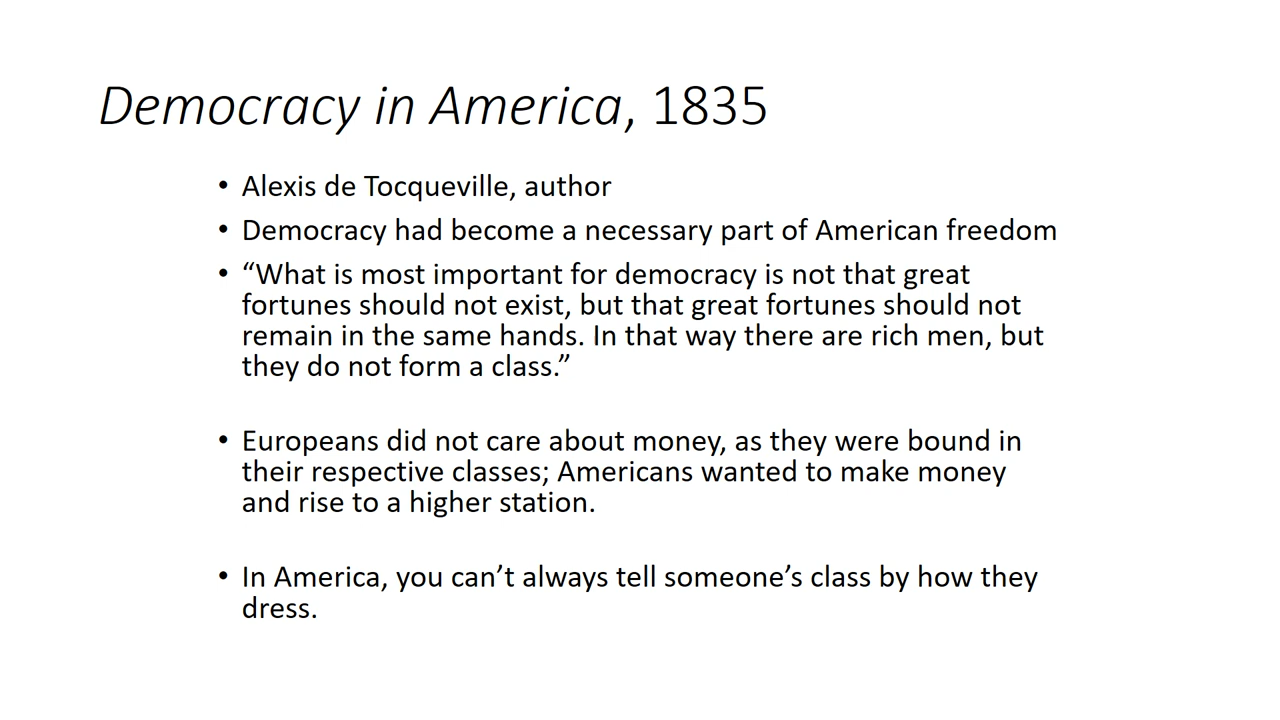 Democracy in America, 1835
• Alexis de Tocqueville, author
• Democracy had become a necessary part of American freedom
• “What is most important for democracy is not that great
fortunes should not exist, but that great fortunes should not
remain in the same hands. In that way there are rich men, but
they do not form a class.”
• Europeans did not care about money, as they were bound in
their respective classes; Americans wanted to make money
and rise to a higher station.
• In America, you can’t always tell someone’s class by how they
dress.